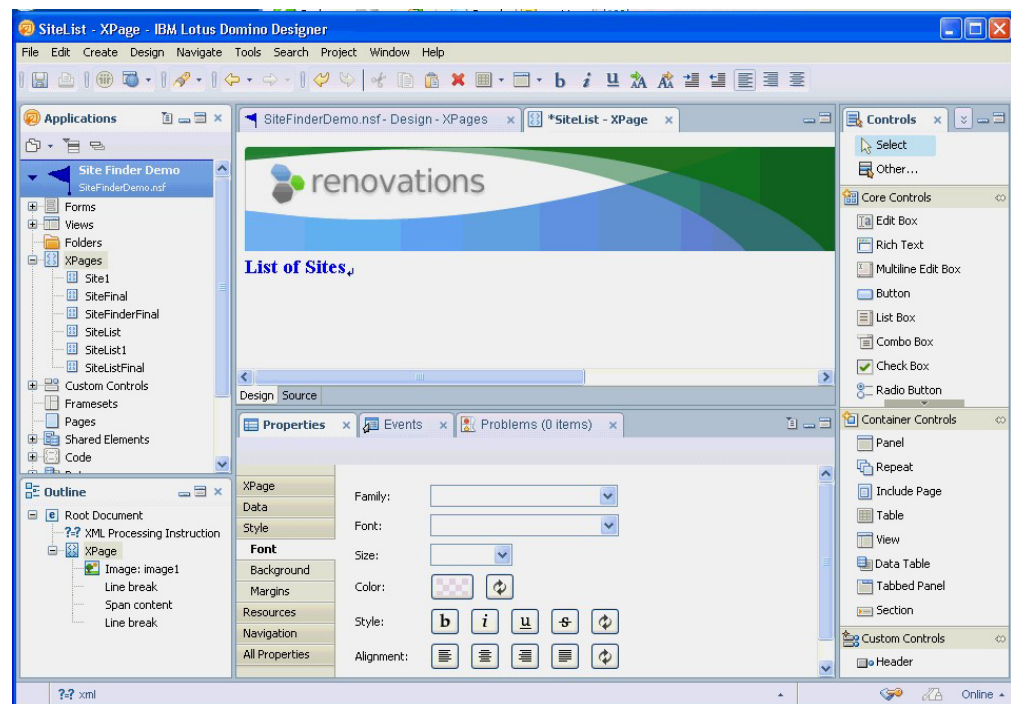 SiteList - XPage - IBM Lotus Domino Designer
File Edit Create Design Navigate Tools Search Project Window Help
b i U A A
Applications
Site Finder Demo
SiteFinderDemo.nsf
Forms
Views
Folders
XPages
Site1
SiteFinal
SiteFinderFinal
SiteList
SiteList1
SiteListFinal
Custom Controls
Framesets
Pages
Shared Elements
Code
Outline
Root Document
?=? XML Processing Instruction
XPage
Image: image1
Line break
Span content
Line break
SiteFinderDemo.nsf - Design - XPages
*SiteList - XPage
renovations
List of Sites
Design Source
Properties
Events
Problems (0 items)
XPage
Data
Style
Font
Background
Margins
Resources
Navigation
All Properties
Family:
Font:
Size:
Color:
Style: b i u S
Alignment:
Controls
Select
Other...
Core Controls
Edit Box
Rich Text
Multiline Edit Box
Button
List Box
Combo Box
Check Box
Radio Button
Container Controls
Panel
Repeat
Include Page
Table
View
Data Table
Tabbed Panel
Section
Custom Controls
Header
?=? xml
Online